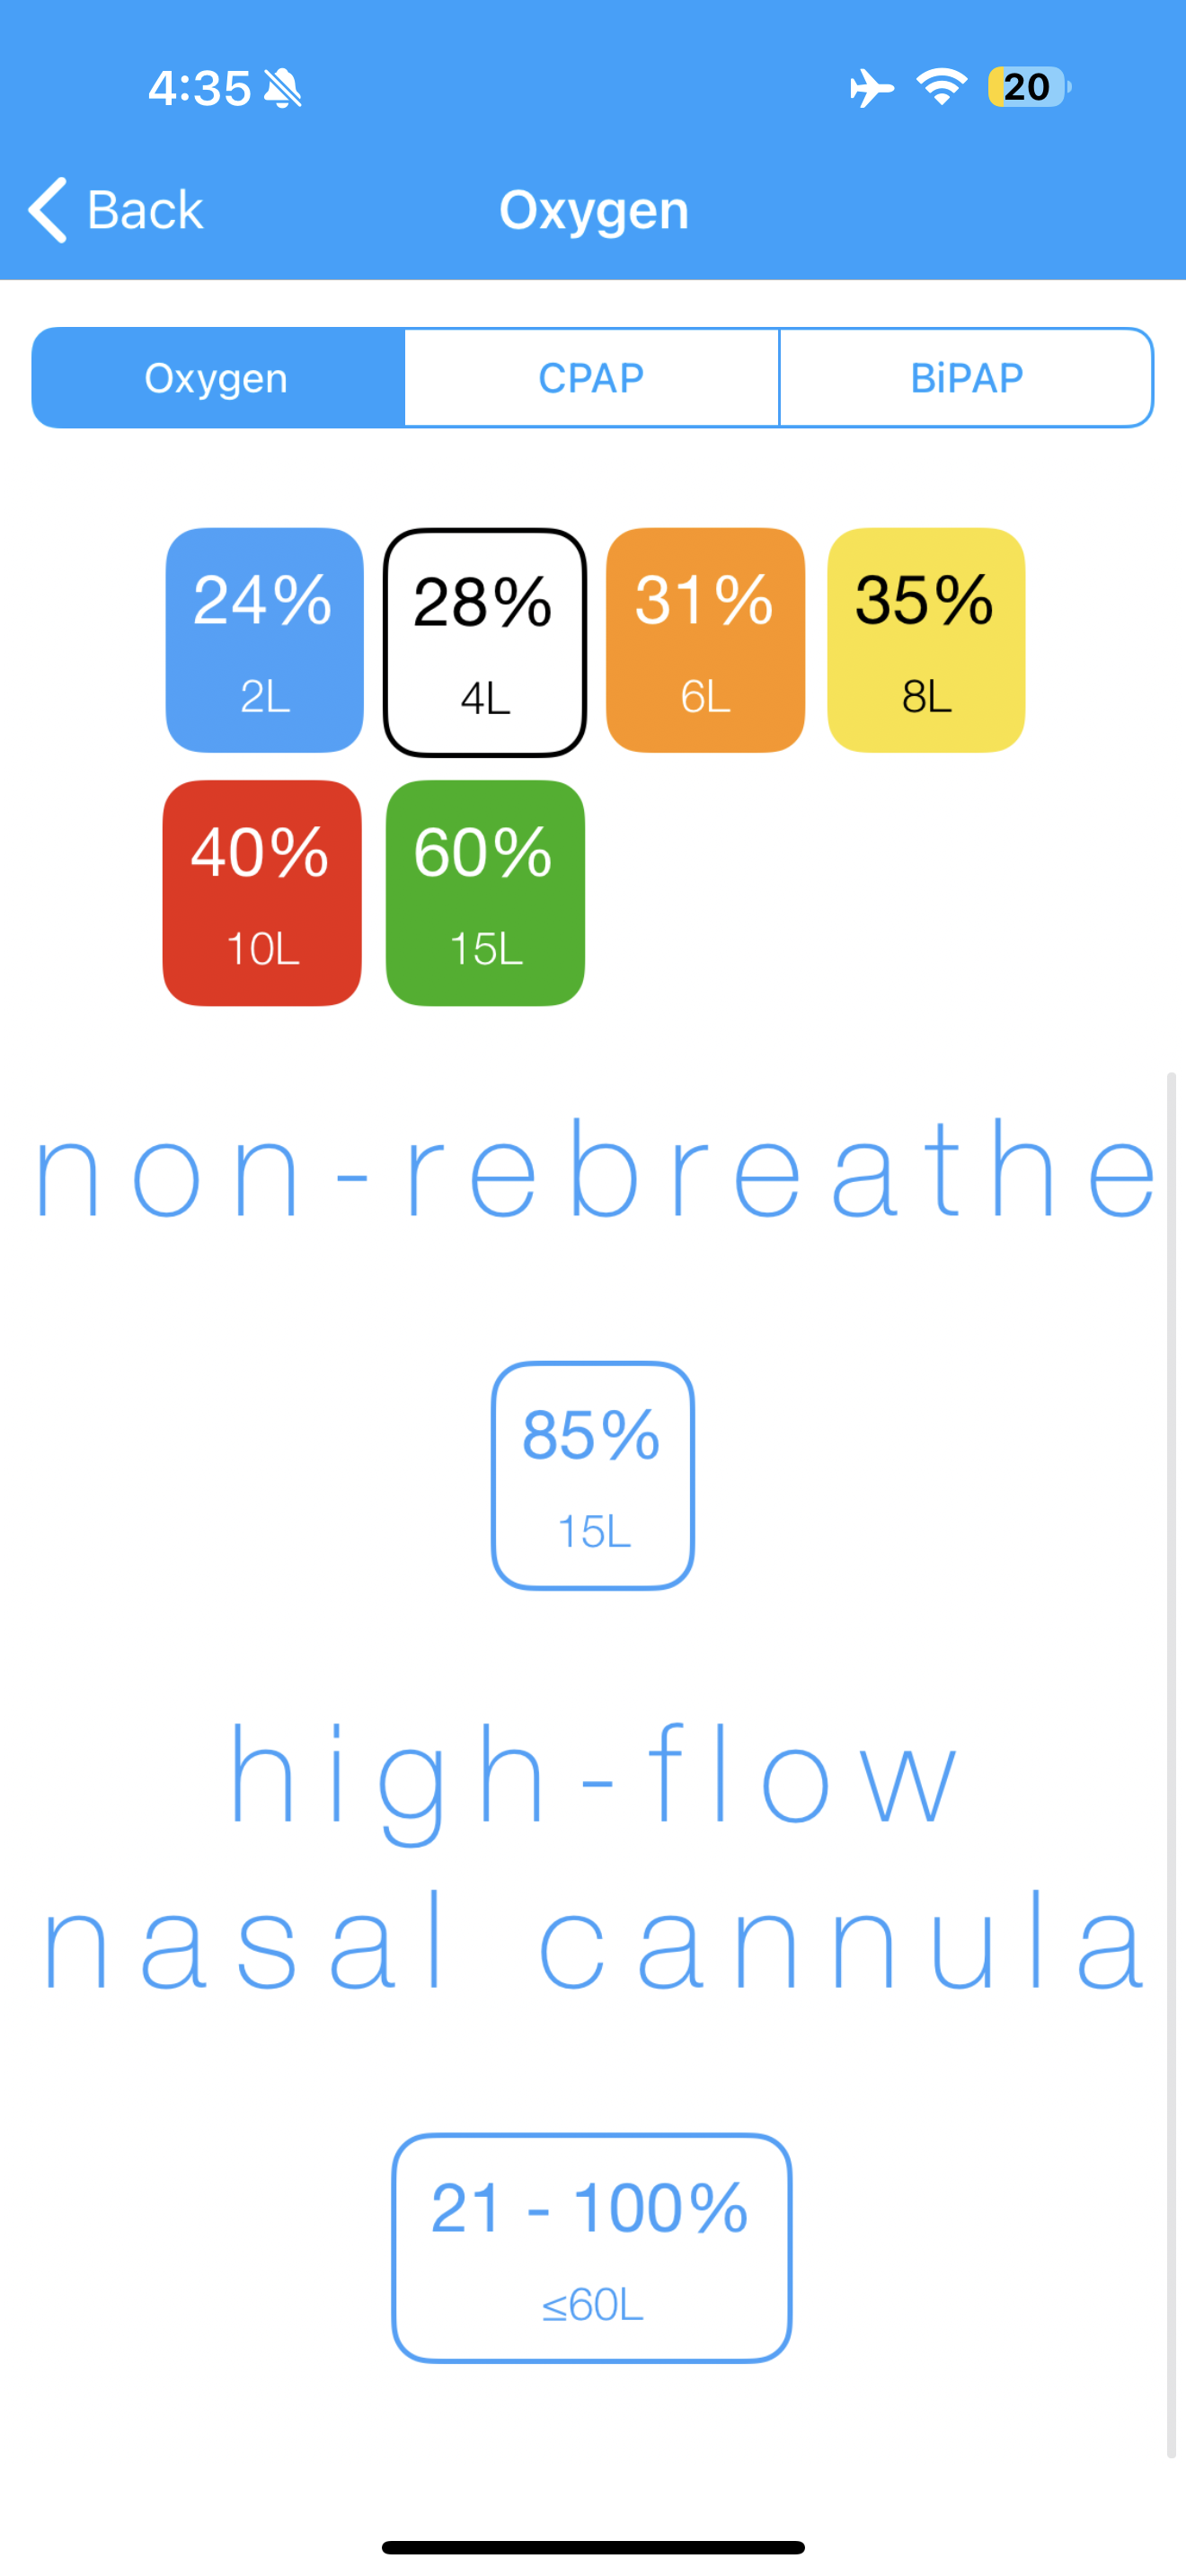 4:35 20
Back Oxygen
Oxygen CPAP BiPAP
24% 28% 31% 35%
2L 4L 6L 8L
40% 60%
10L 15L
non-rebreathe
85%
15L
high-flow
nasal cannula
21 - 100%
≤60L